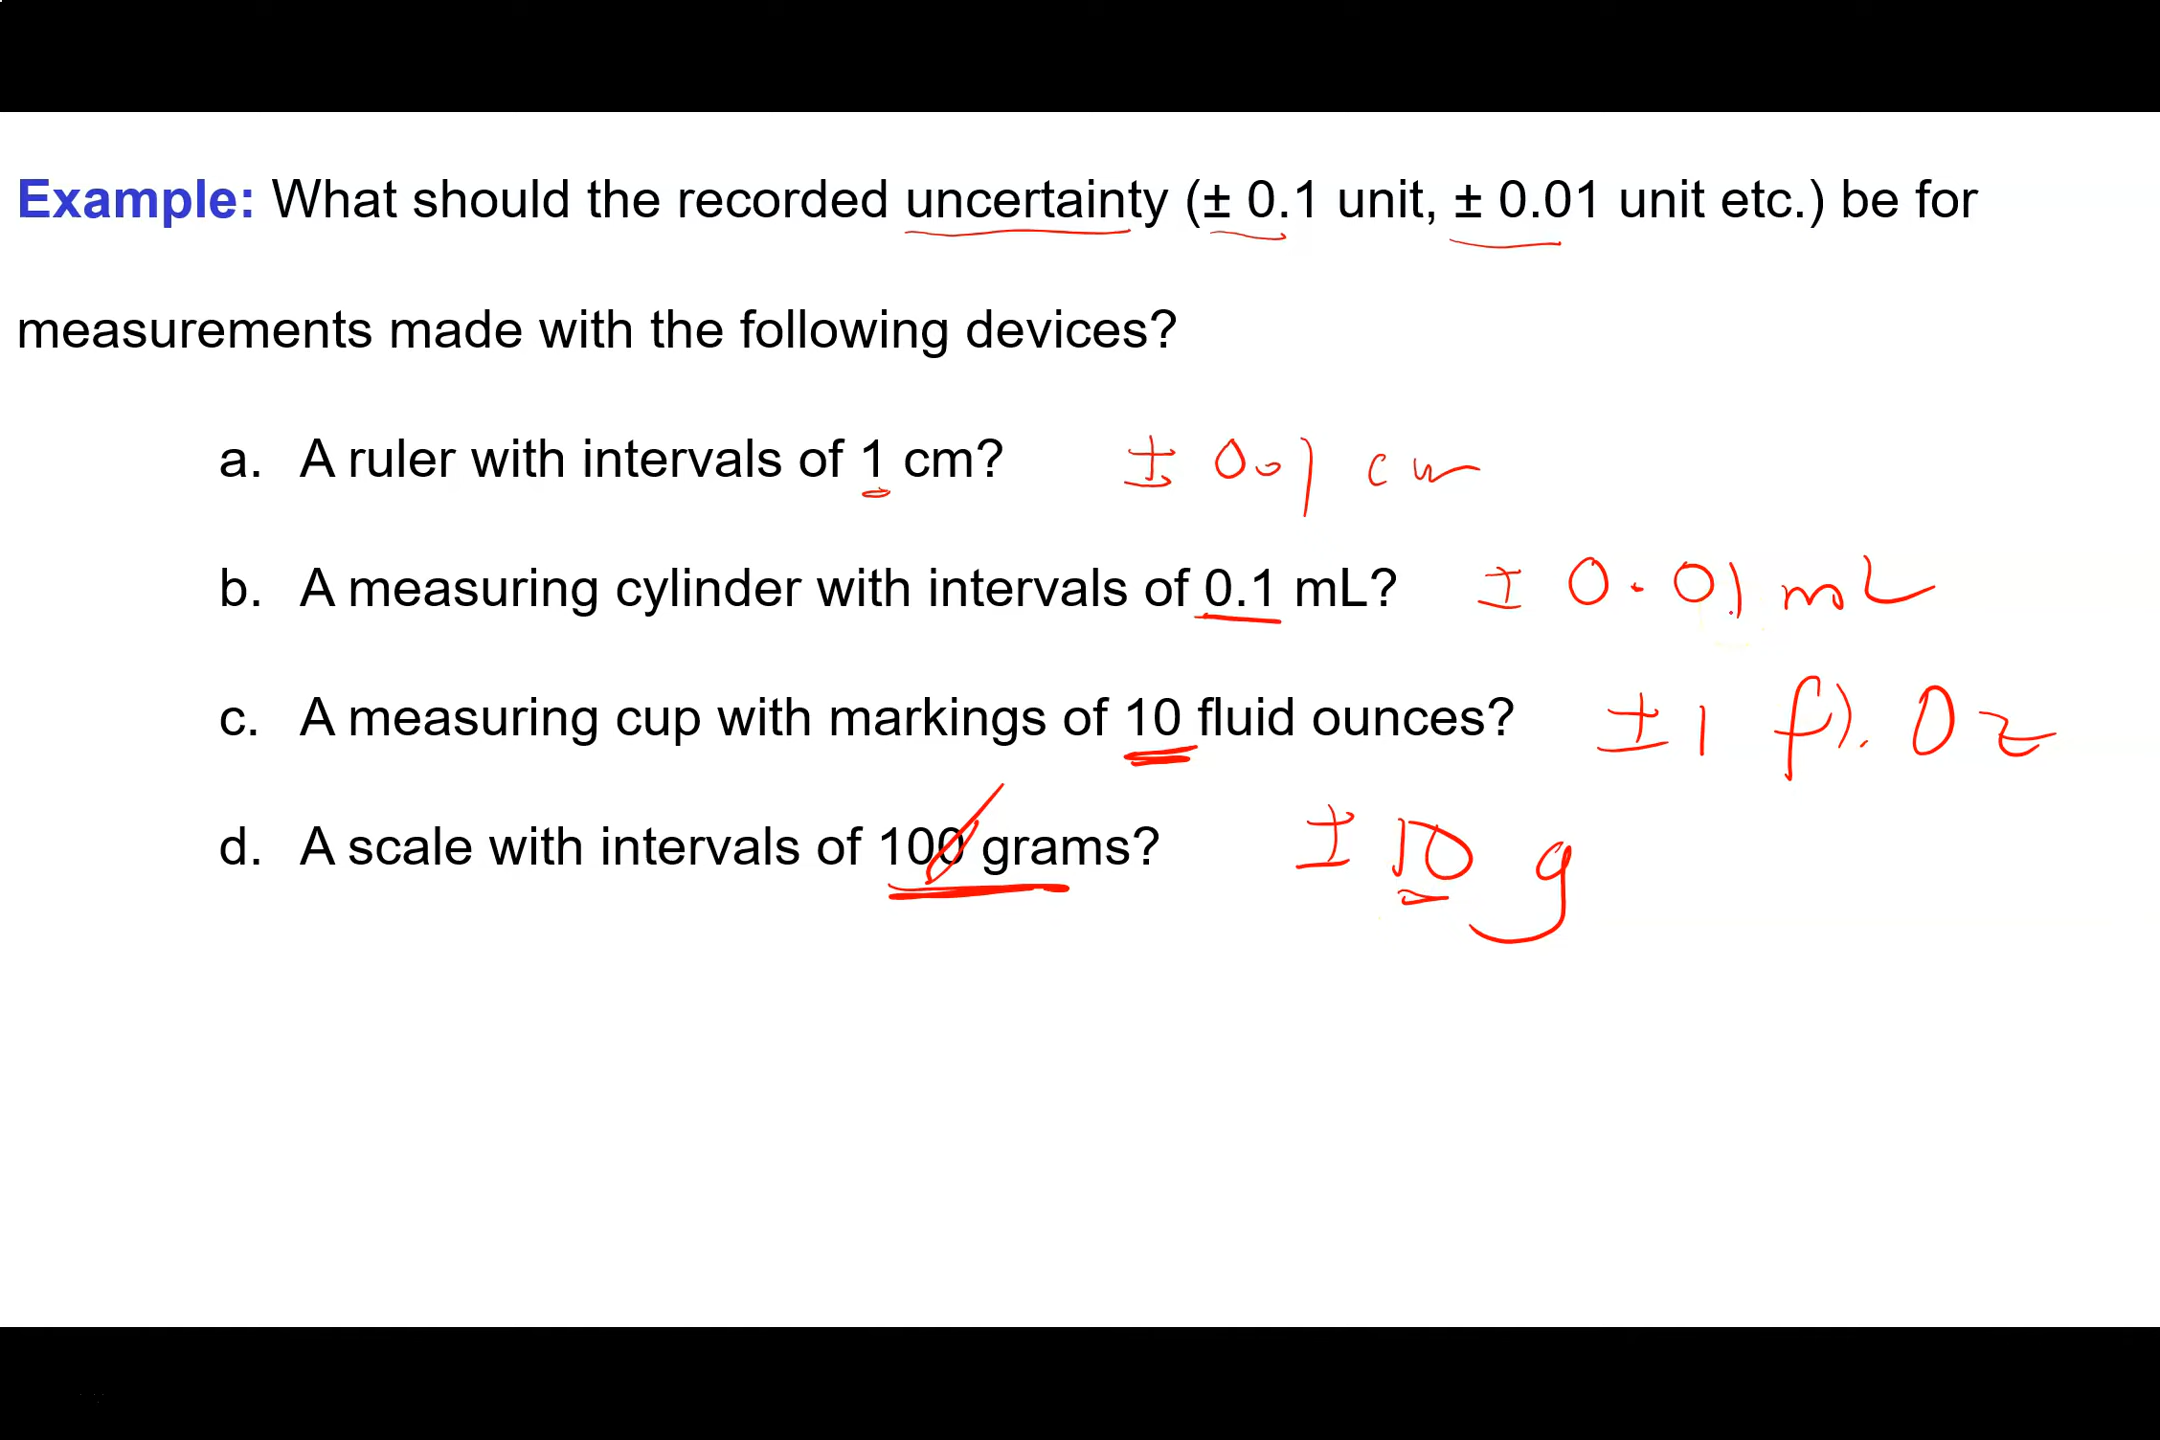 Example: What should the recorded uncertainty (± 0.1 unit, ± 0.01 unit etc.) be for
measurements made with the following devices?
a. A ruler with intervals of 1 cm? ± 0.1 cm
b. A measuring cylinder with intervals of 0.1 mL? ± 0.01 mL
c. A measuring cup with markings of 10 fluid ounces? ± 1 fl. Oz
d. A scale with intervals of 100 grams? ± 10 g